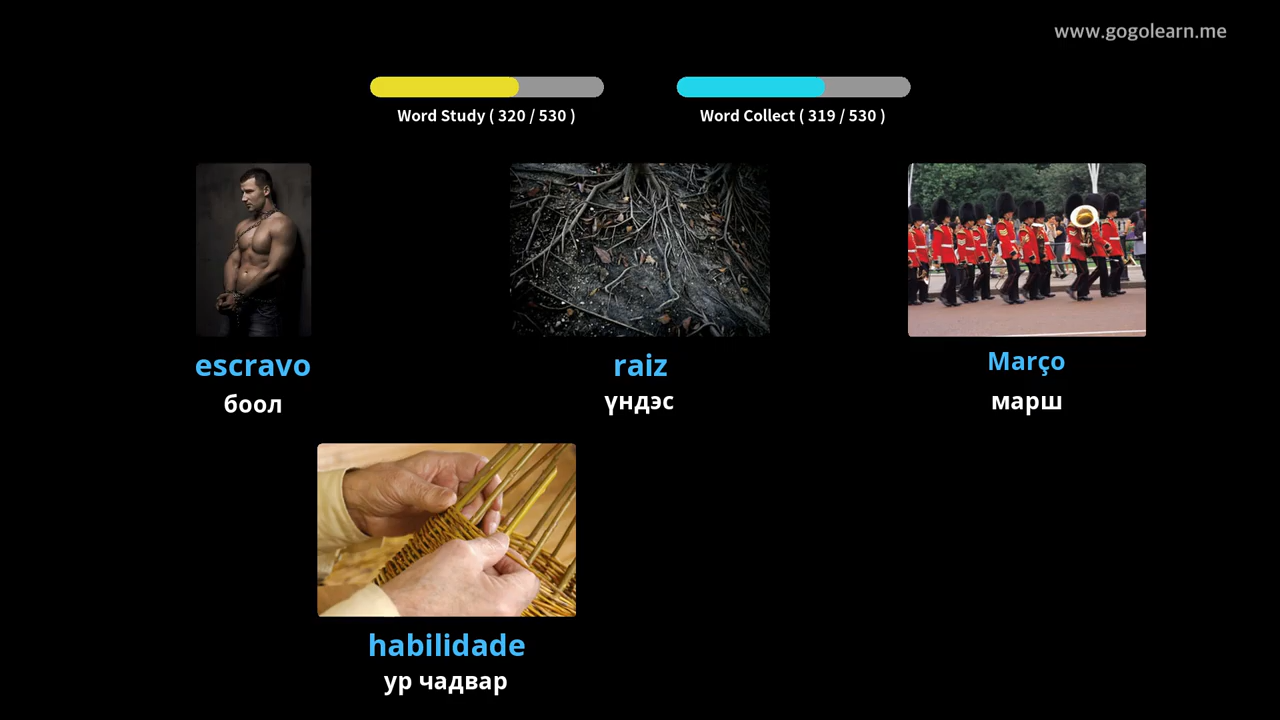 www.gogolearn.me
Word Study ( 320 / 530 )
Word Collect ( 319 / 530 )
escravo
боол
raiz
үндэс
Março
марш
habilidade
ур чадвар